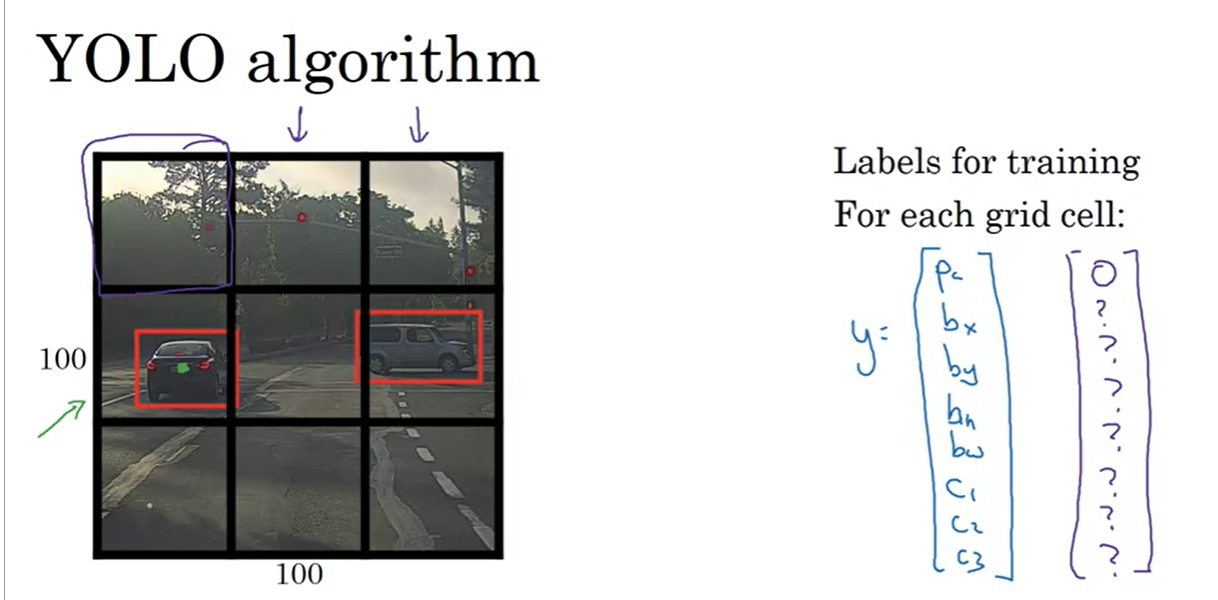 YOLO algorithm
100
100
Labels for training
For each grid cell:
y=
Pc
bx
by
bh
bw
C1
C2
C3
0
?
?
?
?
?
?
?